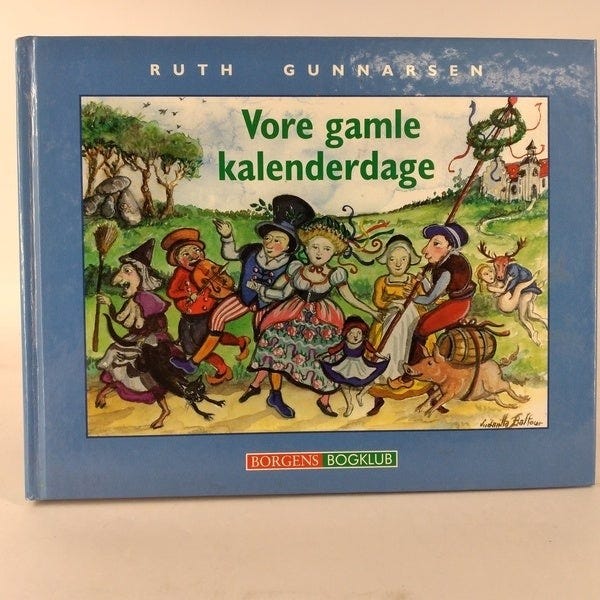 RUTH GUNNARSEN
Vore gamle
kalenderdage
BORGENS BOGKLUB